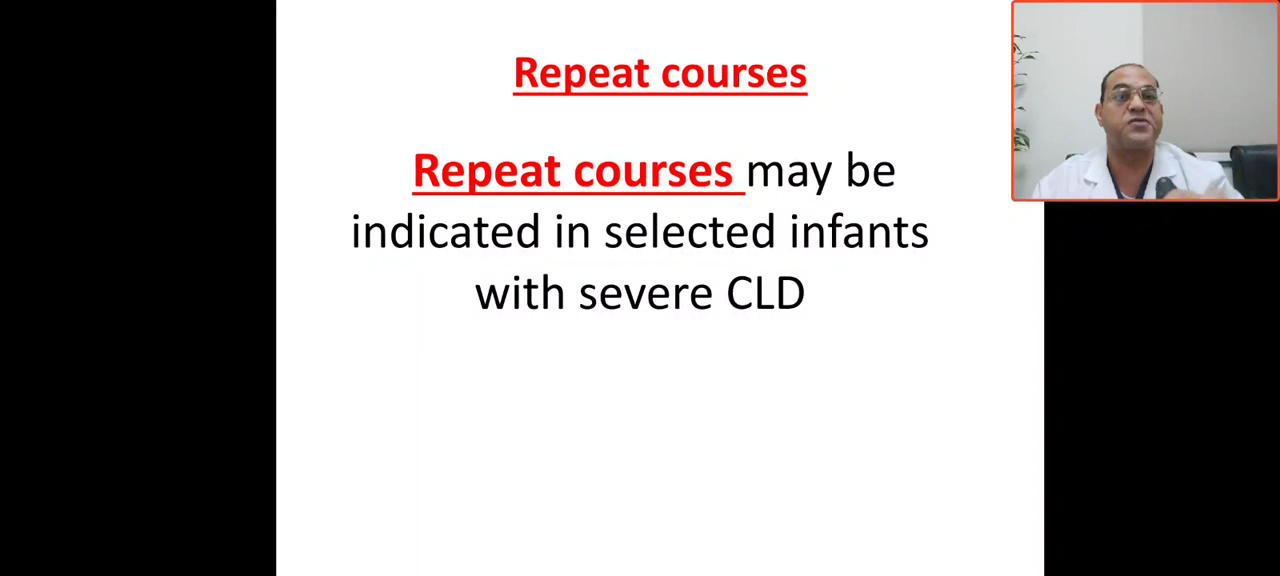 Repeat courses
Repeat courses may be
indicated in selected infants
with severe CLD